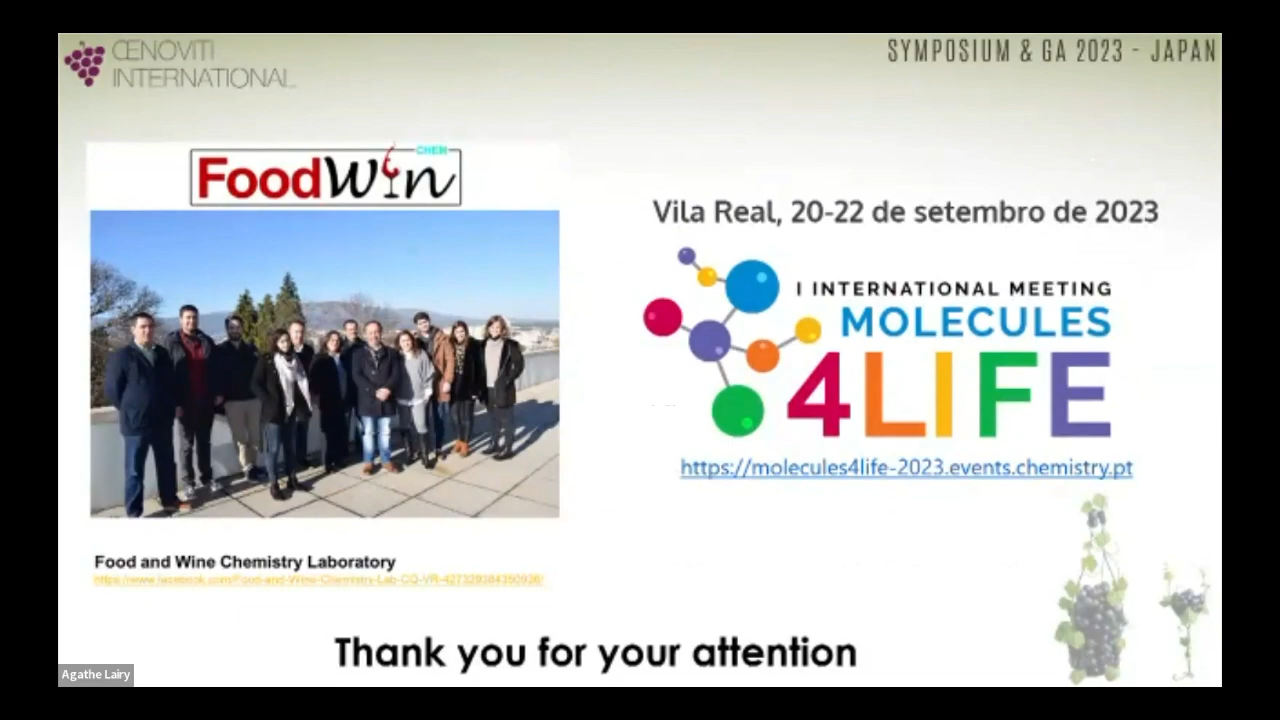 ŒNOVITI
INTERNATIONAL
SYMPOSIUM & GA 2023 - JAPAN
CHEM
FoodWin
Vila Real, 20-22 de setembro de 2023
I INTERNATIONAL MEETING
MOLECULES
4LIFE
https://molecules4life-2023.events.chemistry.pt
Food and Wine Chemistry Laboratory
Thank you for your attention
Agathe Lairy